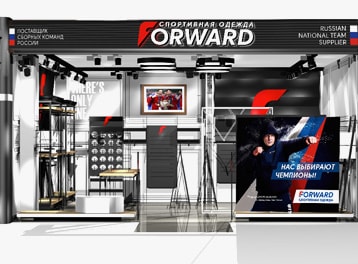 ПОСТАВЩИК
СБОРНЫХ КОМАНД
РОССИИ
СПОРТИВНАЯ ОДЕЖДА
FORWARD
RUSSIAN
NATIONAL TEAM
SUPPLIER
THERE'S
ONLY
НАС ВЫБИРАЮТ
ЧЕМПИОНЫ!
FORWARD
СПОРТИВНАЯ ОДЕЖДА